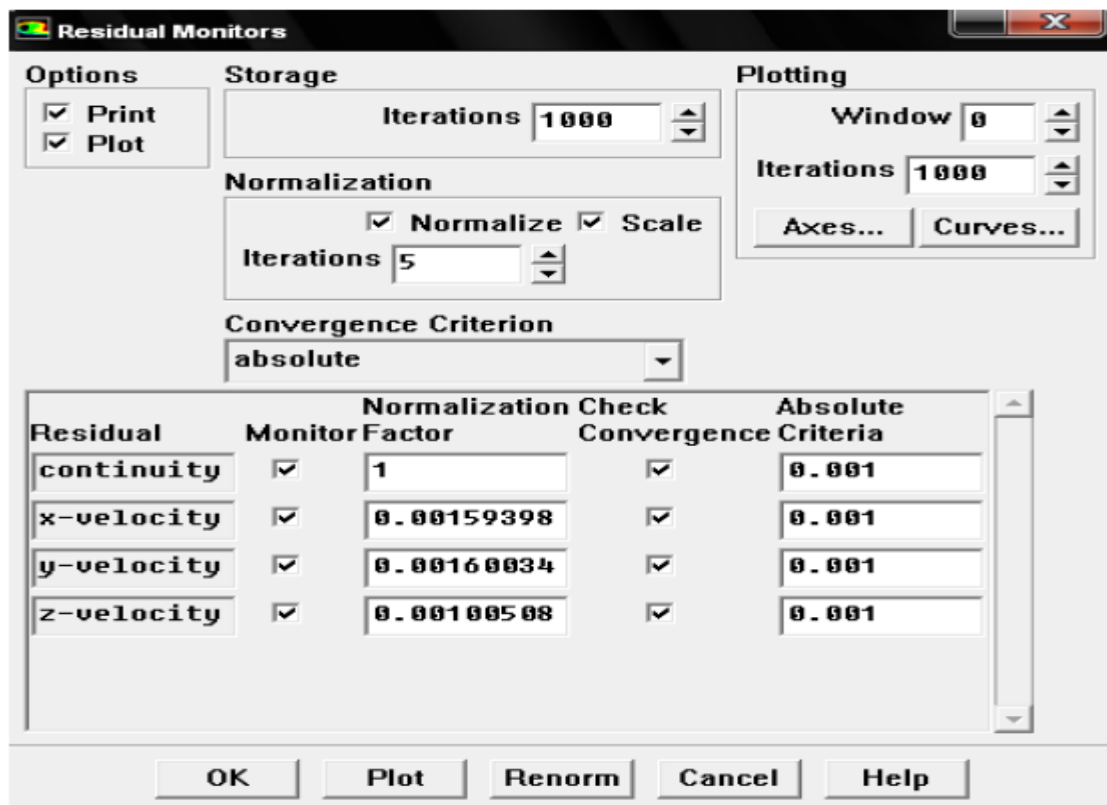 Residual Monitors
Options
Print
Plot
Storage
Iterations 1000
Normalization
Normalize Scale
Iterations 5
Convergence Criterion
absolute
Plotting
Window 0
Iterations 1000
Axes... Curves...
Normalization Check Absolute
Residual Monitor Factor Convergence Criteria
continuity 1 0.001
x-velocity 0.00159398 0.001
y-velocity 0.00160034 0.001
z-velocity 0.00100508 0.001
OK Plot Renorm Cancel Help